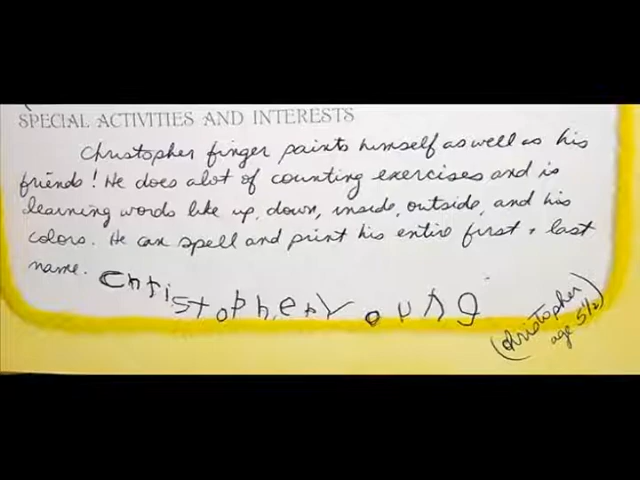 SPECIAL ACTIVITIES AND INTERESTS
Christopher finger paints himself as well as his
friends! He does alot of counting exercises and is
learning words like up, down, inside, outside, and his
colors. He can spell and print his entire first + last
name. Christopher Young
(Christopher
age 5 1/2)